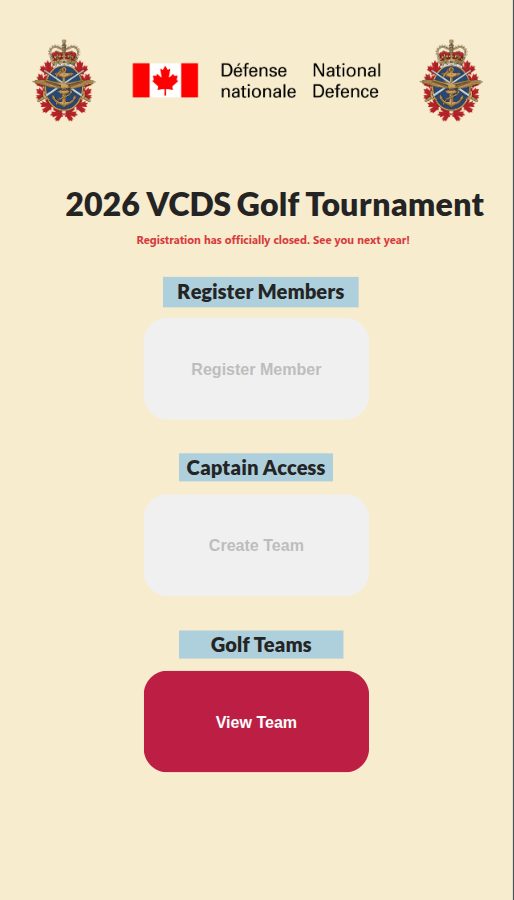 Défense
nationale
National
Defence
2026 VCDS Golf Tournament
Registration has officially closed. See you next year!
Register Members
Register Member
Captain Access
Create Team
Golf Teams
View Team